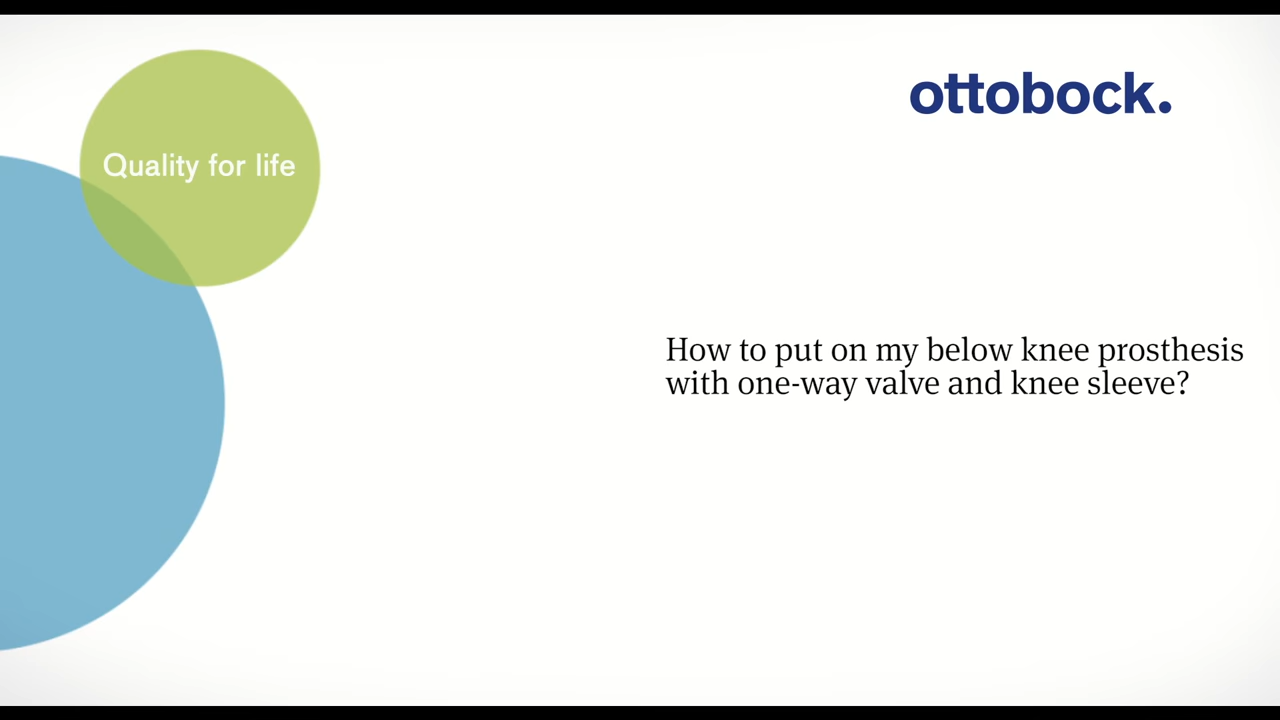 ottobock.
Quality for life
How to put on my below knee prosthesis
with one-way valve and knee sleeve?